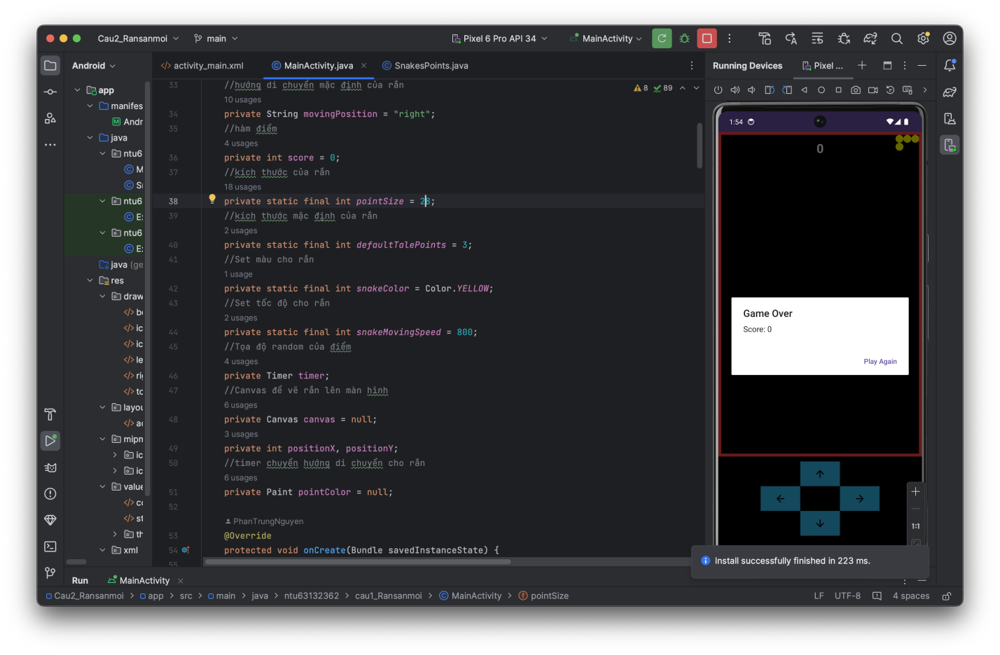 Cau2_Ransanmoi
main
Pixel 6 Pro API 34
MainActivity
Android
activity_main.xml
MainActivity.java
SnakesPoints.java
Running Devices
Pixel ...
app
manifes
Andr
java
ntu6
M
Sr
ntu6
E
ntu6
E
java (ge
res
draw
be
ic
ic
le
ri
to
layou
ac
mipm
ic
ic
value
co
st
th
xml
8
89
33 //hướng di chuyển mặc định của rắn
10 usages
34 private String movingPosition = "right";
35 //hàm điểm
4 usages
36 private int score = 0;
37 //kích thước của rắn
18 usages
38 private static final int pointSize = 28;
39 //kích thước mặc định của rắn
2 usages
40 private static final int defaultTalePoints = 3;
41 //Set màu cho rắn
1 usage
42 private static final int snakeColor = Color.YELLOW;
43 //Set tốc độ cho rắn
2 usages
44 private static final int snakeMovingSpeed = 800;
45 //Tọa độ random của điểm
4 usages
46 private Timer timer;
47 //Canvas để vẽ rắn lên màn hình
6 usages
48 private Canvas canvas = null;
3 usages
49 private int positionX, positionY;
50 //timer chuyển hướng di chuyển cho rắn
6 usages
51 private Paint pointColor = null;
52
PhanTrungNguyen
53 @Override
54 protected void onCreate(Bundle savedInstanceState) {
55
1:54
0
Game Over
Score: 0
Play Again
1:1
Install successfully finished in 223 ms.
Run
MainActivity
Cau2_Ransanmoi > app > src > main > java > ntu63132362 > cau1_Ransanmoi > MainActivity > pointSize
LF UTF-8 4 spaces